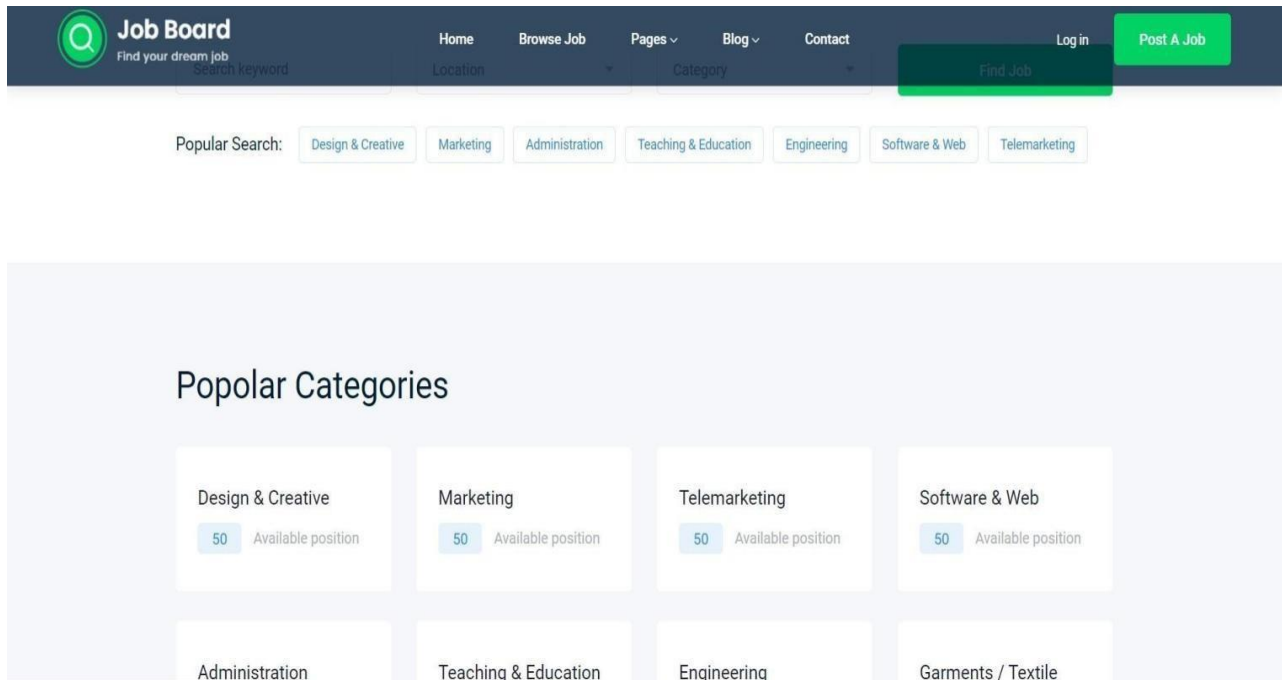 Job Board
Find your dream job
Home Browse Job Pages Blog Contact Log in Post A Job
Search keyword Location Category Find Job
Popular Search: Design & Creative Marketing Administration Teaching & Education Engineering Software & Web Telemarketing
Popolar Categories
Design & Creative Marketing Telemarketing Software & Web
50 Available position 50 Available position 50 Available position 50 Available position
Administration Teaching & Education Engineering Garments / Textile